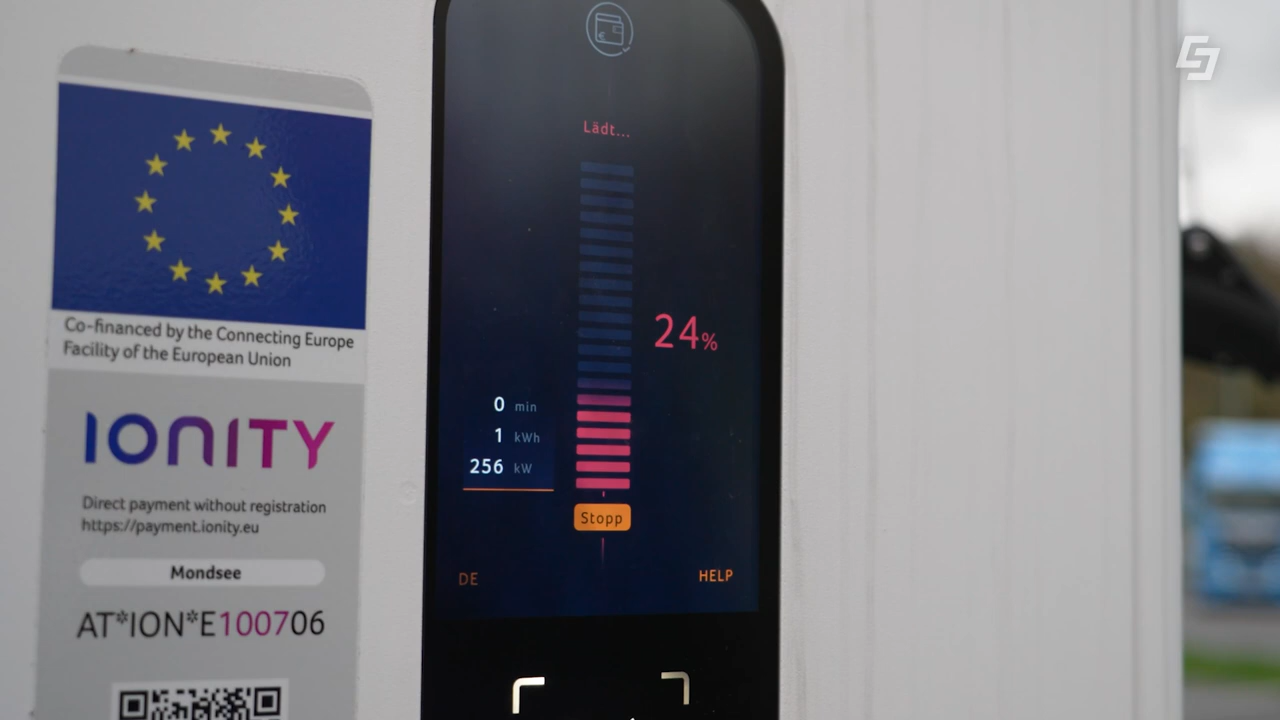 Co-financed by the Connecting Europe
Facility of the European Union
IONITY
Direct payment without registration
https://payment.ionity.eu
Mondsee
AT*ION*E100706
Lädt...
24%
0 min
1 kWh
256 kW
Stopp
DE
HELP